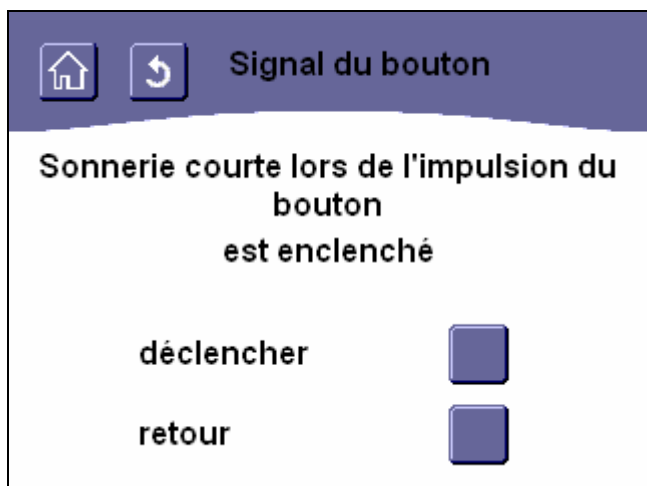 Signal du bouton
Sonnerie courte lors de l'impulsion du
bouton
est enclenché
déclencher
retour